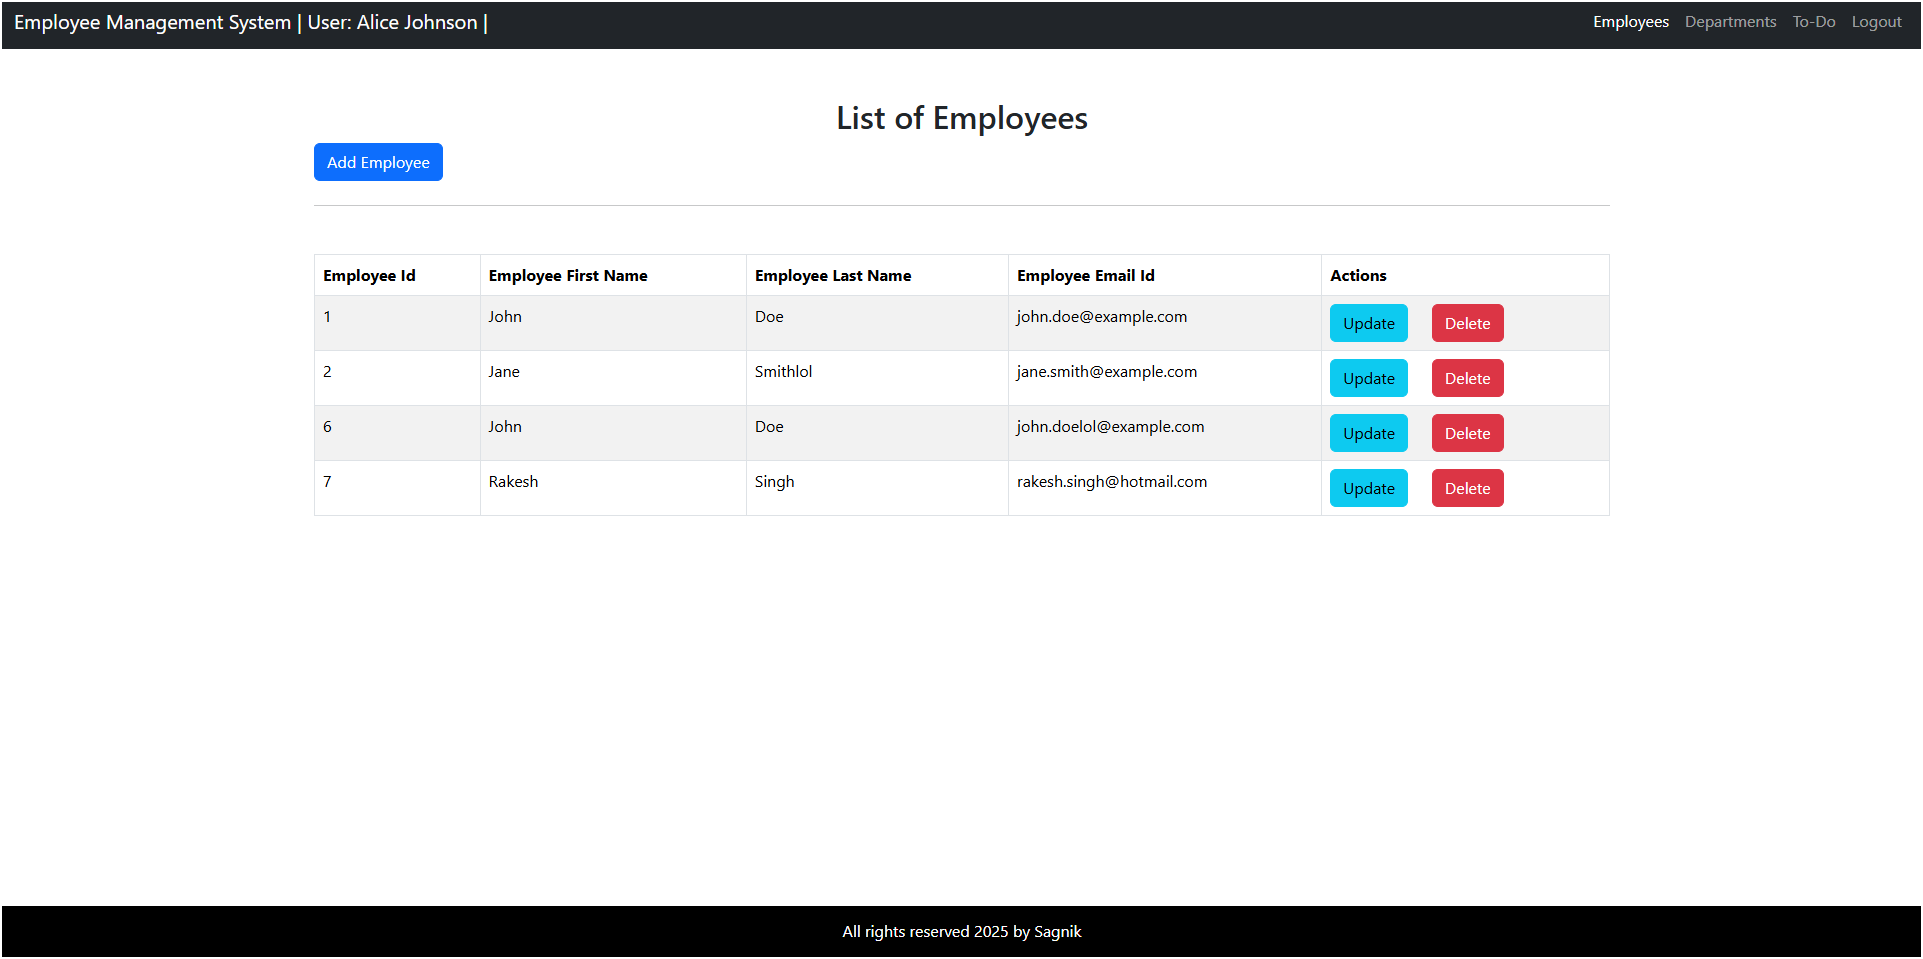 Employee Management System | User: Alice Johnson |
Employees Departments To-Do Logout
List of Employees
Add Employee
Employee Id Employee First Name Employee Last Name Employee Email Id Actions
1 John Doe john.doe@example.com Update Delete
2 Jane Smithlol jane.smith@example.com Update Delete
6 John Doe john.doelol@example.com Update Delete
7 Rakesh Singh rakesh.singh@hotmail.com Update Delete
All rights reserved 2025 by Sagnik